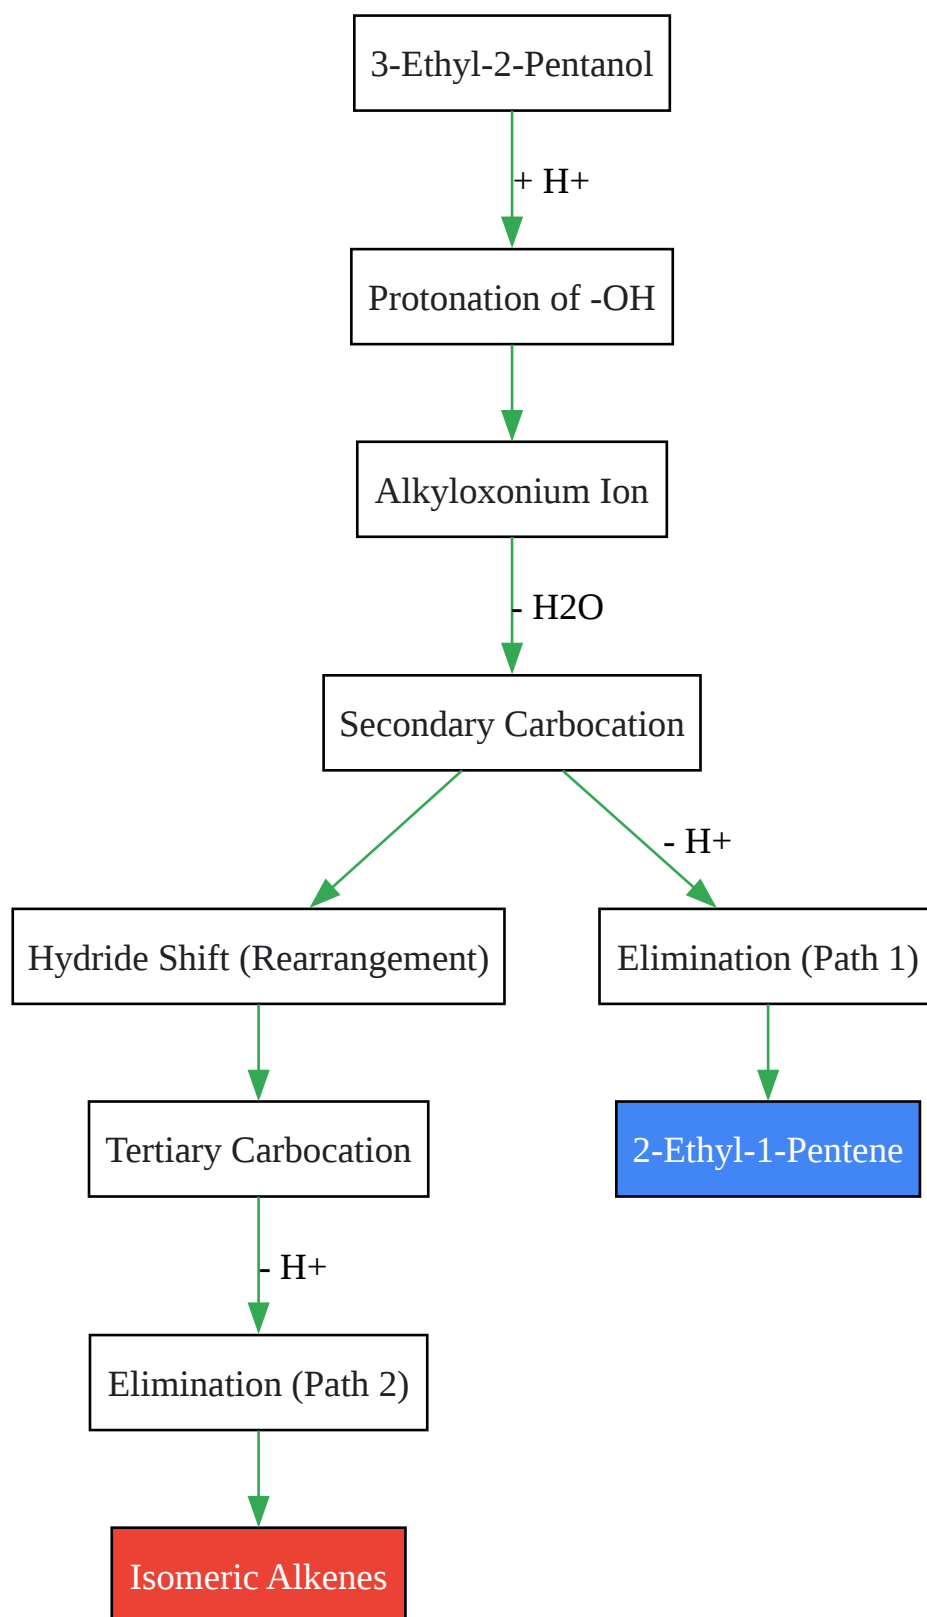 3-Ethyl-2-Pentanol
+ H+
Protonation of -OH
Alkyloxonium Ion
- H2O
Secondary Carbocation
- H+
Hydride Shift (Rearrangement)
Elimination (Path 1)
Tertiary Carbocation
2-Ethyl-1-Pentene
- H+
Elimination (Path 2)
Isomeric Alkenes